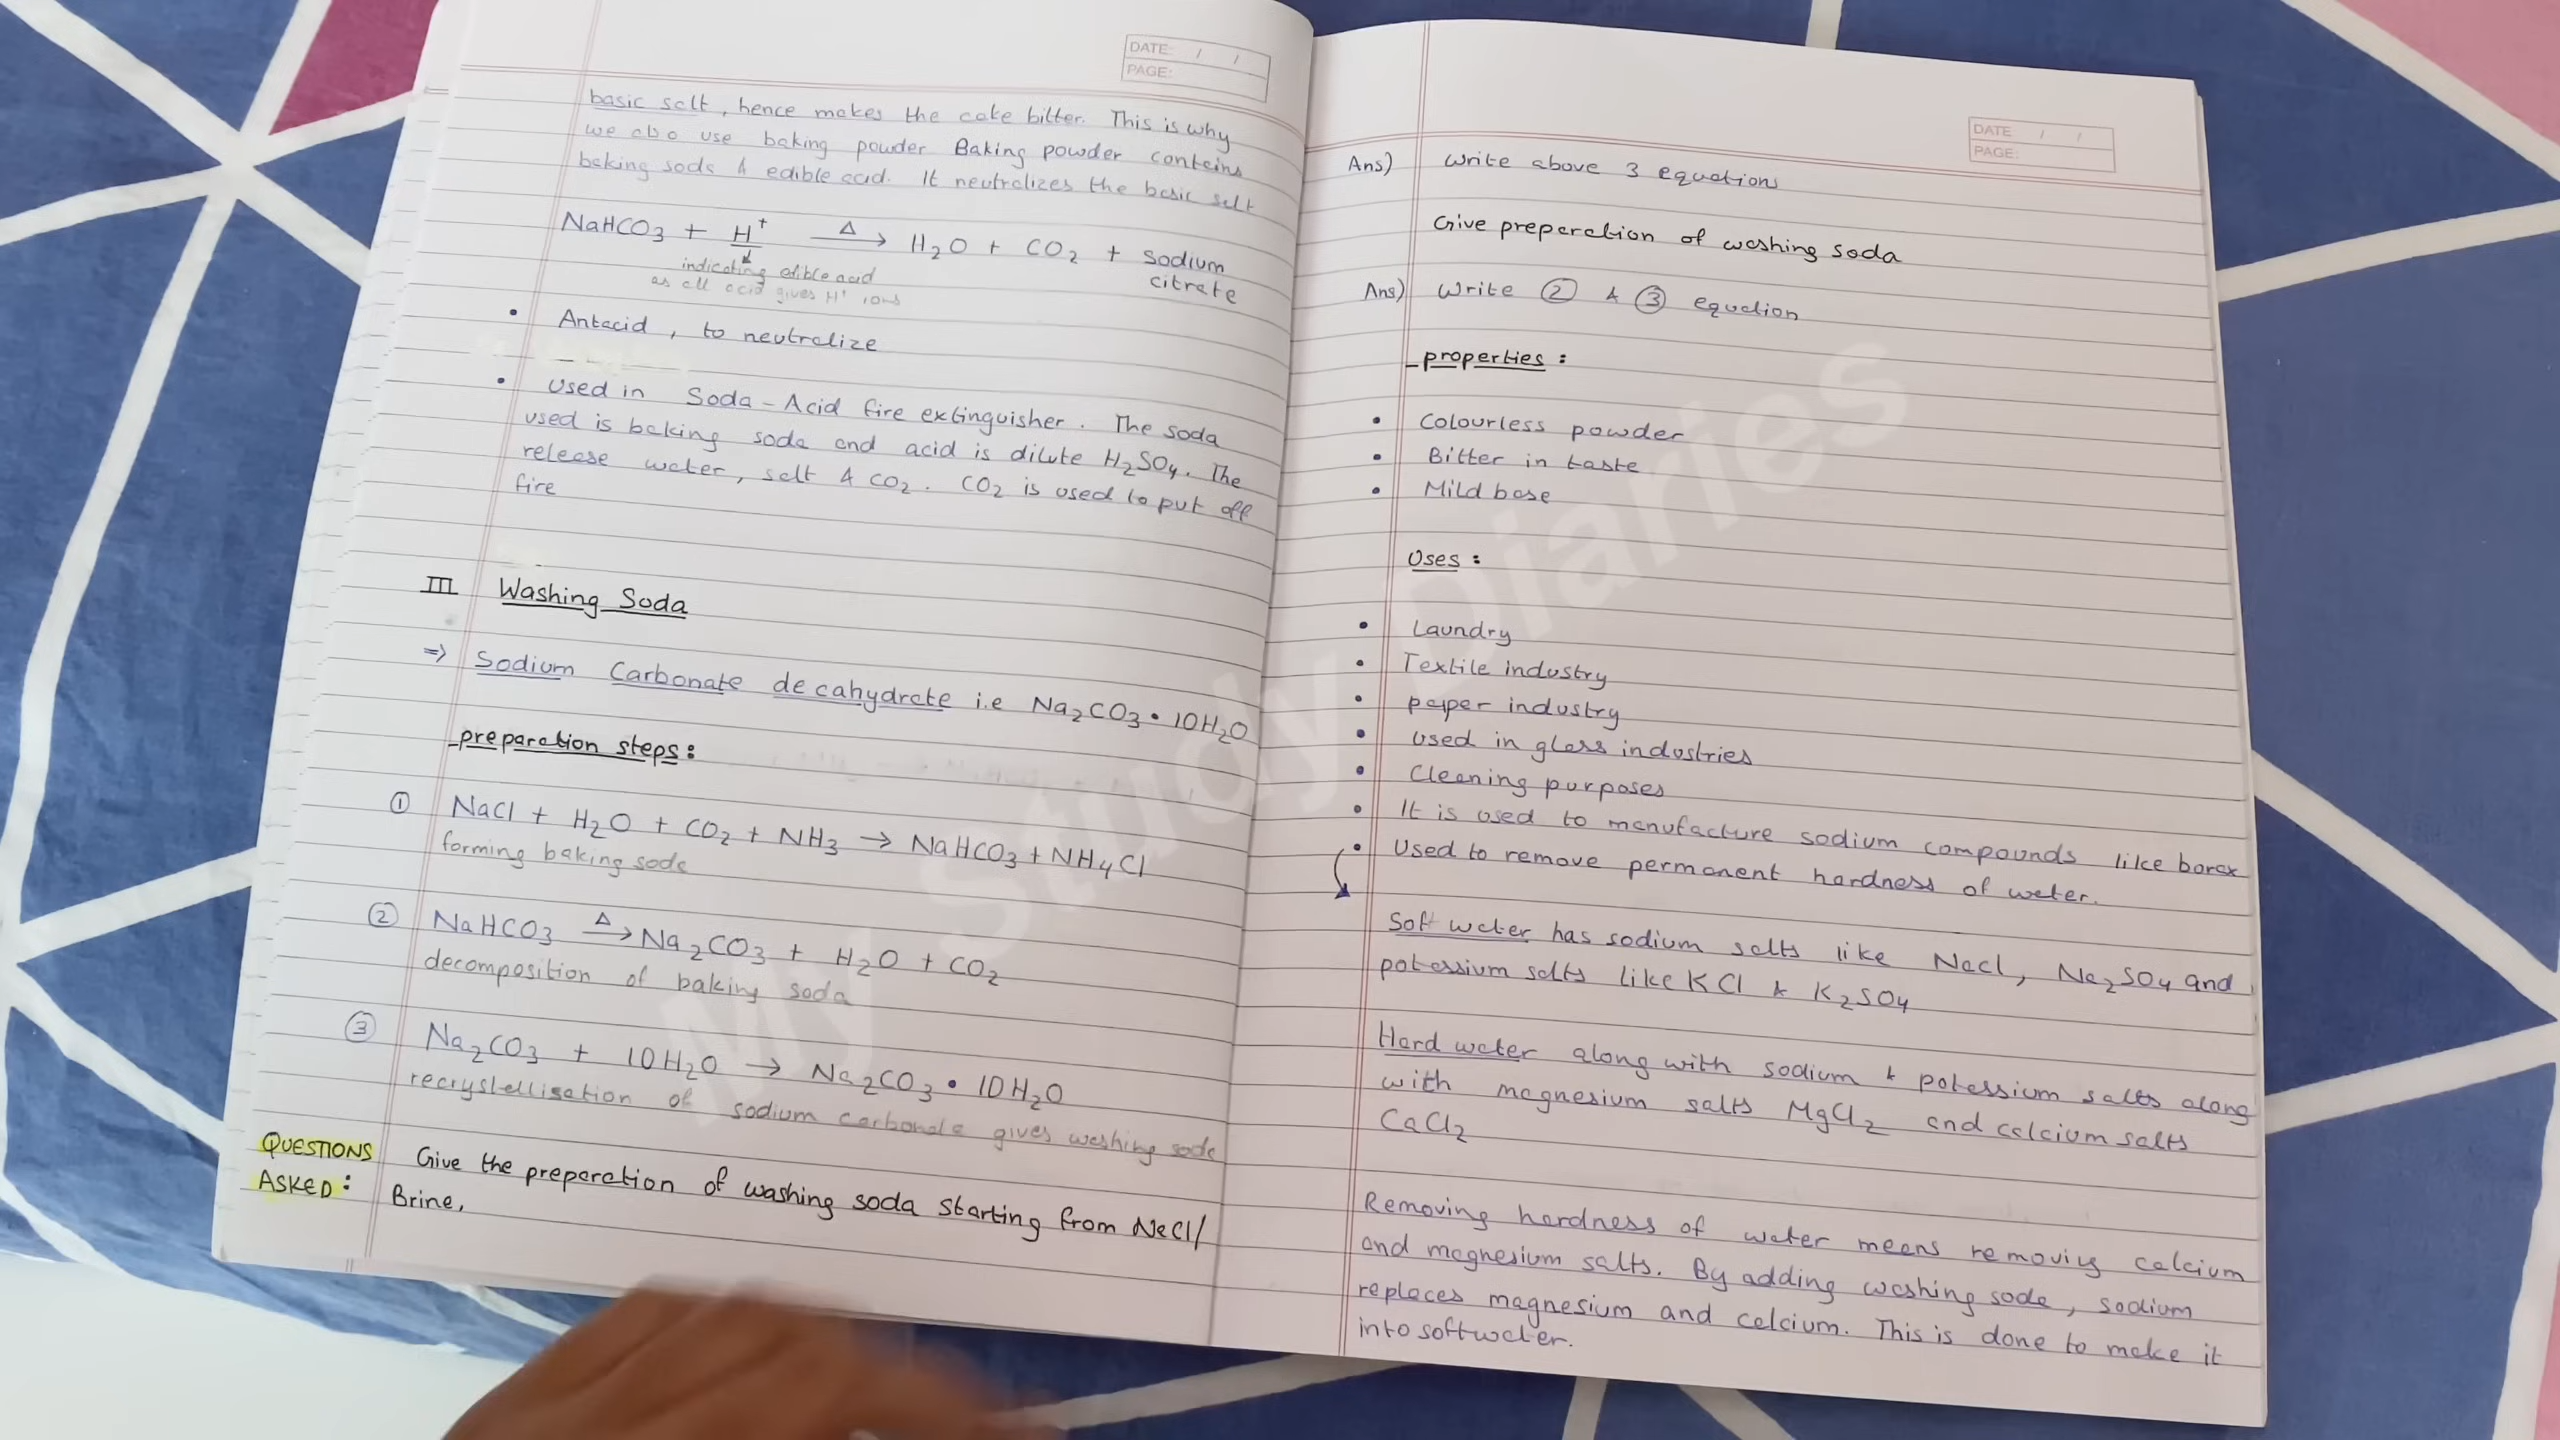 DATE: / /
PAGE:
basic salt, hence makes the cake bitter. This is why
we also use baking powder Baking powder contains
baking soda & edible acid. It neutralizes the basic salt
NaHCO₃ + H⁺ —Δ→ H₂O + CO₂ + Sodium
citrate
indicating edible acid
as all acid gives H⁺ ions
• Antacid, to neutralize
• Used in Soda-Acid fire extinguisher. The soda
used is baking soda and acid is dilute H₂SO₄. The
release water, salt & CO₂. CO₂ is used to put off
fire
III Washing Soda
⇒ Sodium Carbonate decahydrate i.e Na₂CO₃•10H₂O
preparation steps:
① NaCl + H₂O + CO₂ + NH₃ → NaHCO₃ + NH₄Cl
forming baking soda
② NaHCO₃ —Δ→ Na₂CO₃ + H₂O + CO₂
decomposition of baking soda
③ Na₂CO₃ + 10H₂O → Na₂CO₃•10H₂O
recrystallisation of sodium carbonate gives washing soda
QUESTIONS
ASKED: Give the preparation of washing soda starting from NaCl/
Brine,
DATE / /
PAGE:
Ans) Write above 3 equations
Give preparation of washing soda
Ans) Write ② & ③ equation
properties:
• Colourless powder
• Bitter in taste
• Mild base
Uses:
• Laundry
• Textile industry
• paper industry
• used in glass industries
• Cleaning purposes
• It is used to manufacture sodium compounds like borax
• Used to remove permanent hardness of water.
Soft water has sodium salts like NaCl, Na₂SO₄ and
potassium salts like KCl & K₂SO₄
Hard water along with sodium & potassium salts along
with magnesium salts MgCl₂ and calcium salts
CaCl₂
Removing hardness of water means removing calcium
and magnesium salts. By adding washing soda, sodium
replaces magnesium and calcium. This is done to make it
into softwater.
My Study Diaries